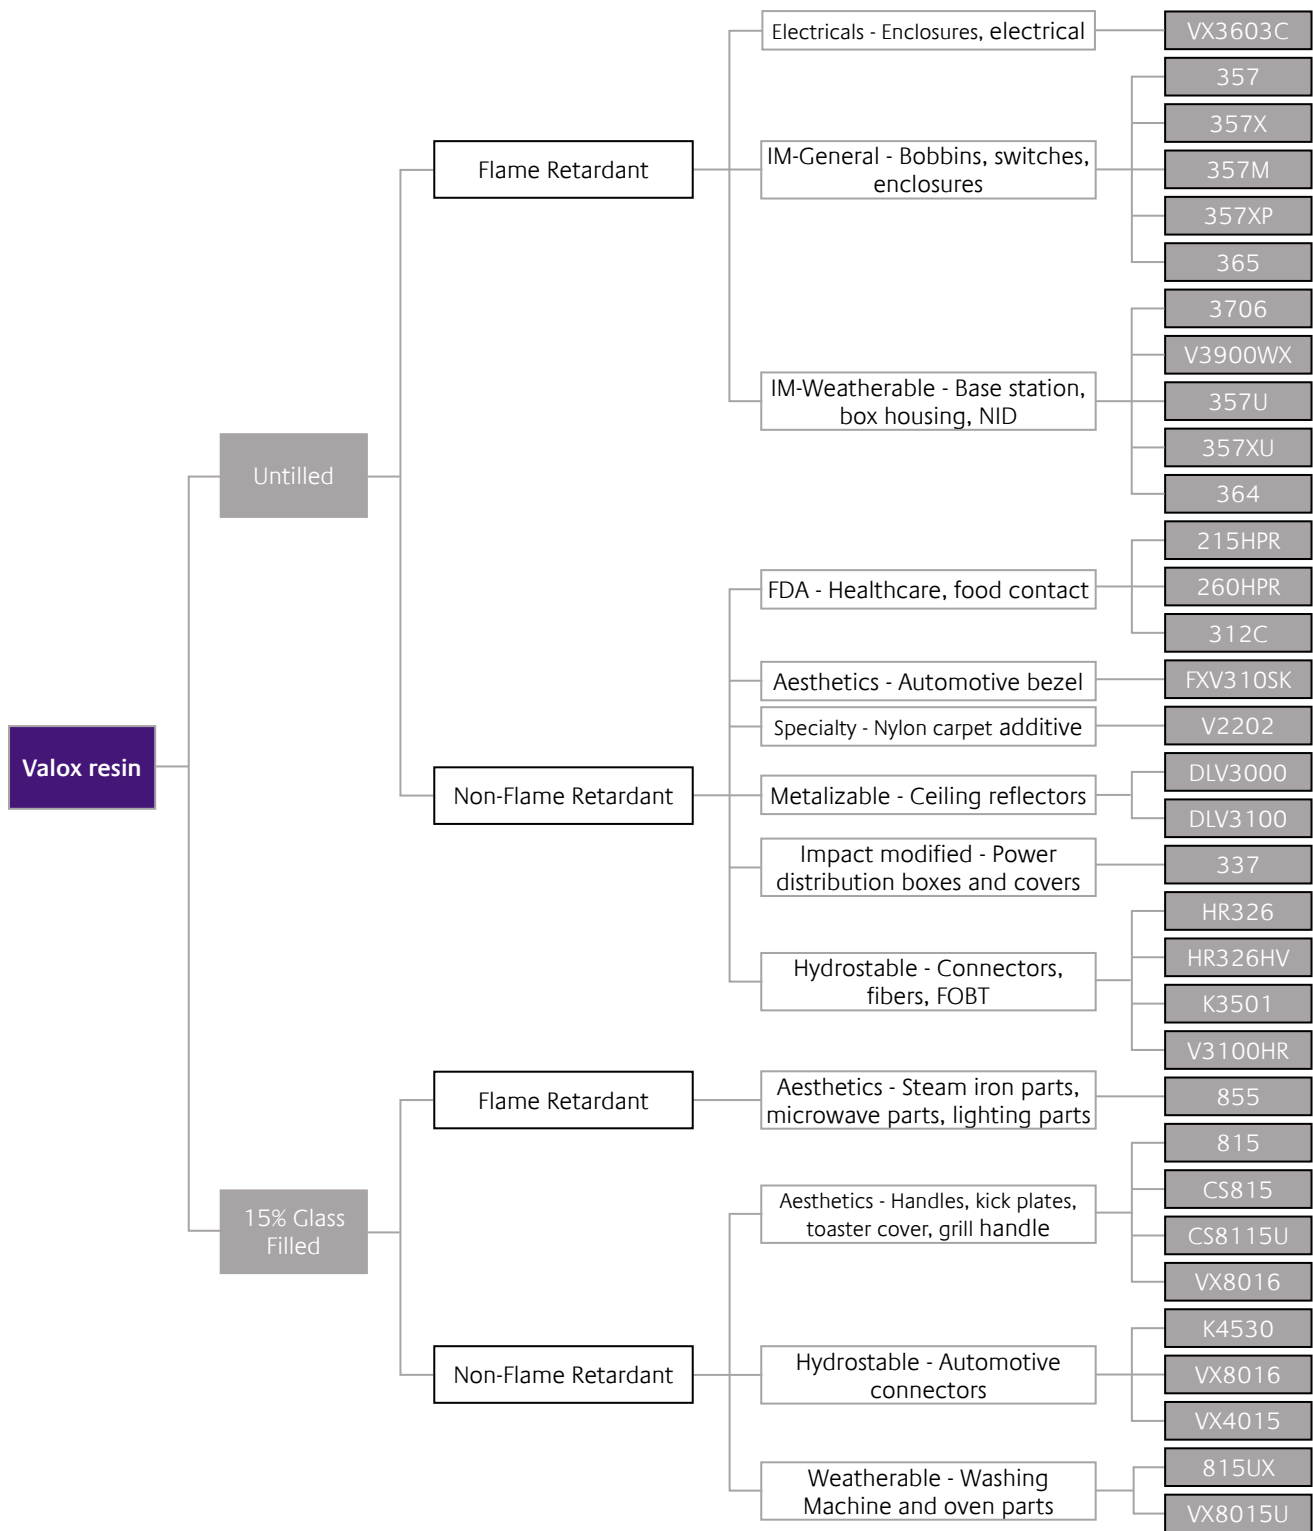 Valox resin
Untilled
Flame Retardant
Electricals - Enclosures, electrical
VX3603C
IM-General - Bobbins, switches,
enclosures
357
357X
357M
357XP
365
IM-Weatherable - Base station,
box housing, NID
3706
V3900WX
357U
357XU
364
Non-Flame Retardant
FDA - Healthcare, food contact
215HPR
260HPR
312C
Aesthetics - Automotive bezel
FXV310SK
Specialty - Nylon carpet additive
V2202
Metalizable - Ceiling reflectors
DLV3000
DLV3100
Impact modified - Power
distribution boxes and covers
337
Hydrostable - Connectors,
fibers, FOBT
HR326
HR326HV
K3501
V3100HR
15% Glass
Filled
Flame Retardant
Aesthetics - Steam iron parts,
microwave parts, lighting parts
855
Non-Flame Retardant
Aesthetics - Handles, kick plates,
toaster cover, grill handle
815
CS815
CS8115U
VX8016
Hydrostable - Automotive
connectors
K4530
VX8016
VX4015
Weatherable - Washing
Machine and oven parts
815UX
VX8015U